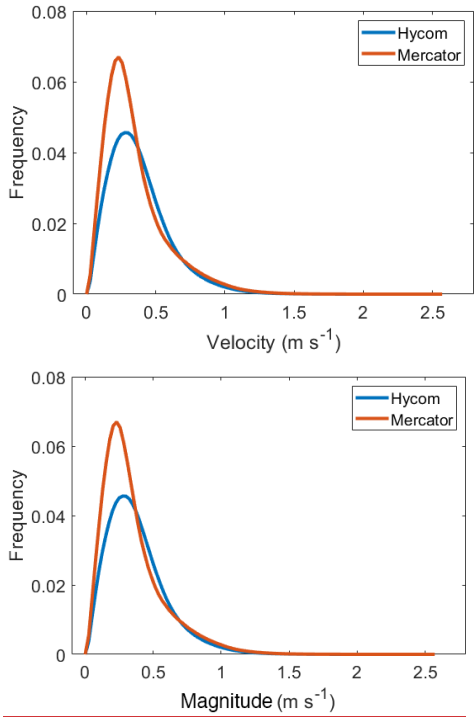 0.08
Hycom
Mercator
0.06
Frequency
0.04
0.02
0
0 0.5 1 1.5 2 2.5
Velocity (m s-1)
0.08
Hycom
Mercator
0.06
Frequency
0.04
0.02
0
0 0.5 1 1.5 2 2.5
Magnitude (m s-1)